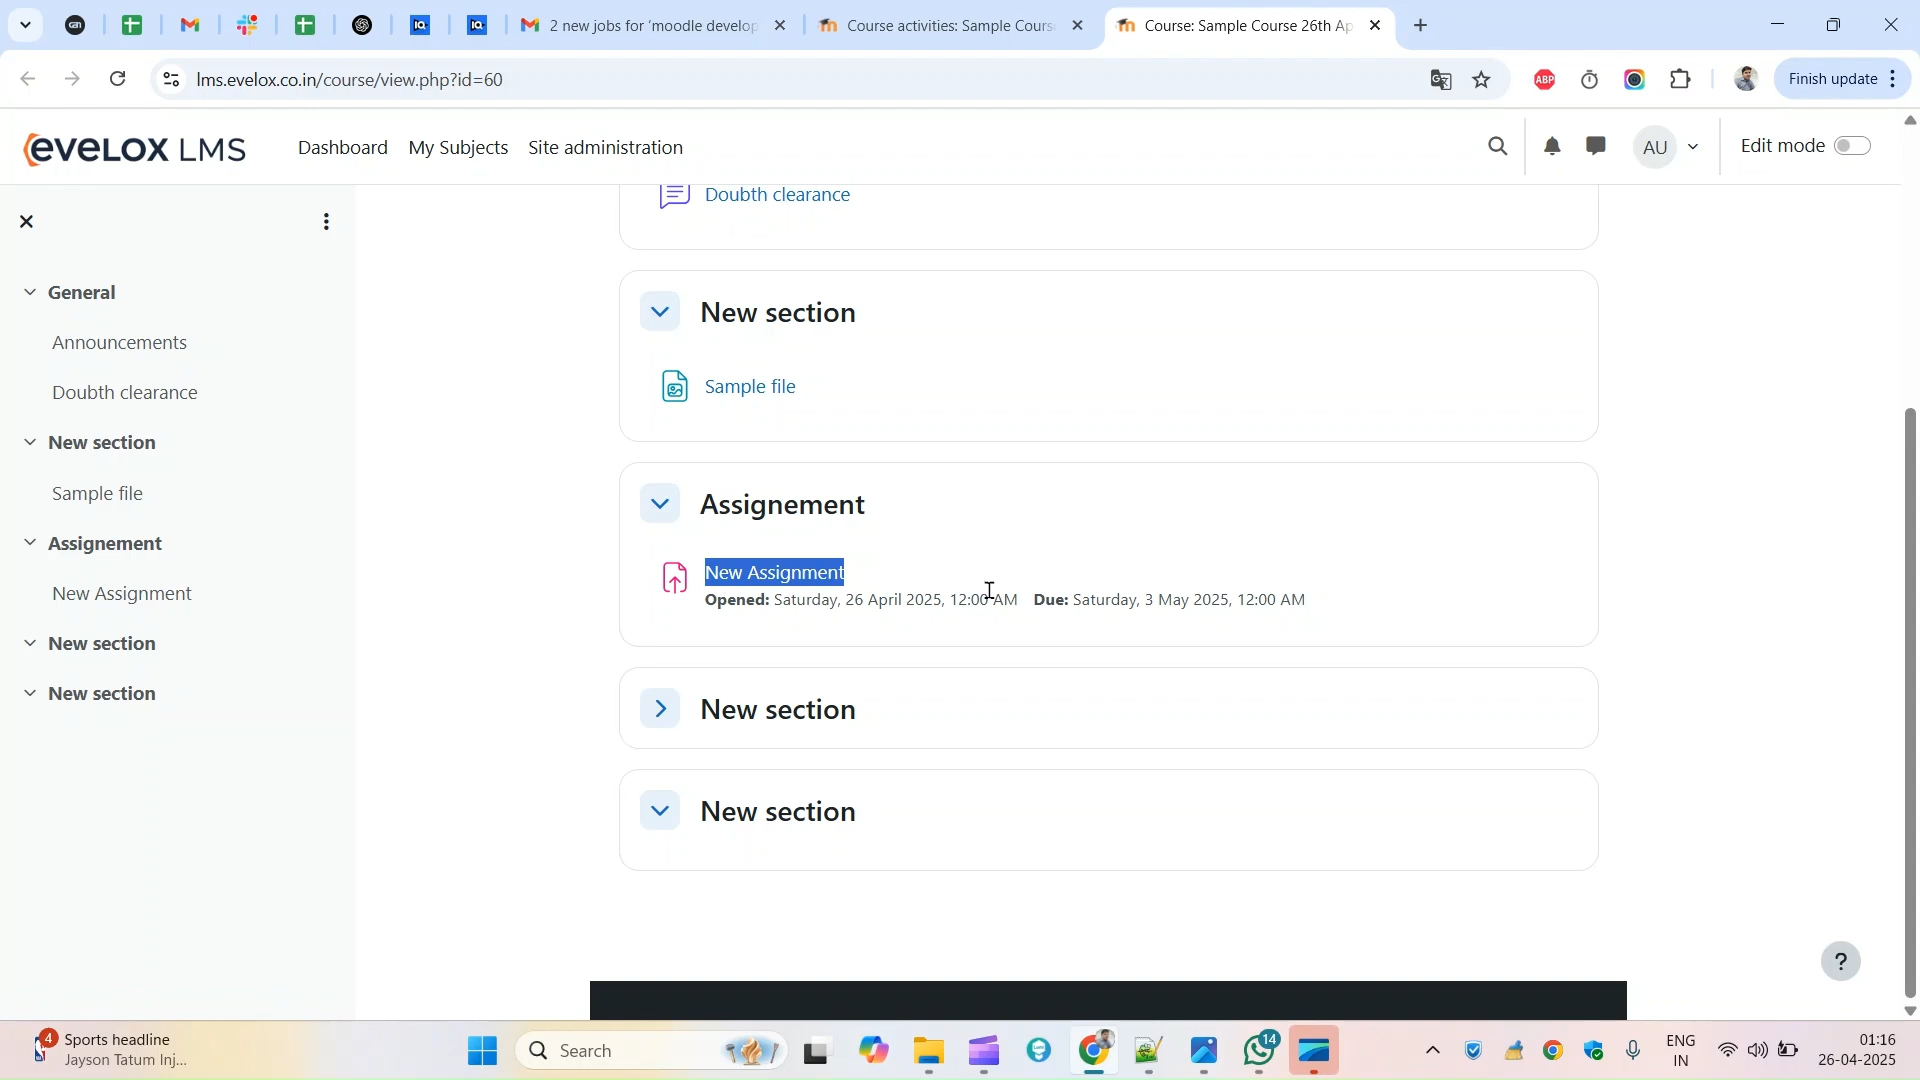 2 new jobs for 'moodle develop
Course activities: Sample Cours
Course: Sample Course 26th Ap
lms.evelox.co.in/course/view.php?id=60
ABP
Finish update
eveLOX LMS
Dashboard
My Subjects
Site administration
AU
Edit mode
General
Announcements
Doubth clearance
New section
Sample file
Assignement
New Assignment
New section
New section
Doubth clearance
New section
Sample file
Assignement
New Assignment
Opened: Saturday, 26 April 2025, 12:00 AM Due: Saturday, 3 May 2025, 12:00 AM
New section
New section
?
4
Sports headline
Jayson Tatum Inj...
Search
14
ENG
IN
01:16
26-04-2025